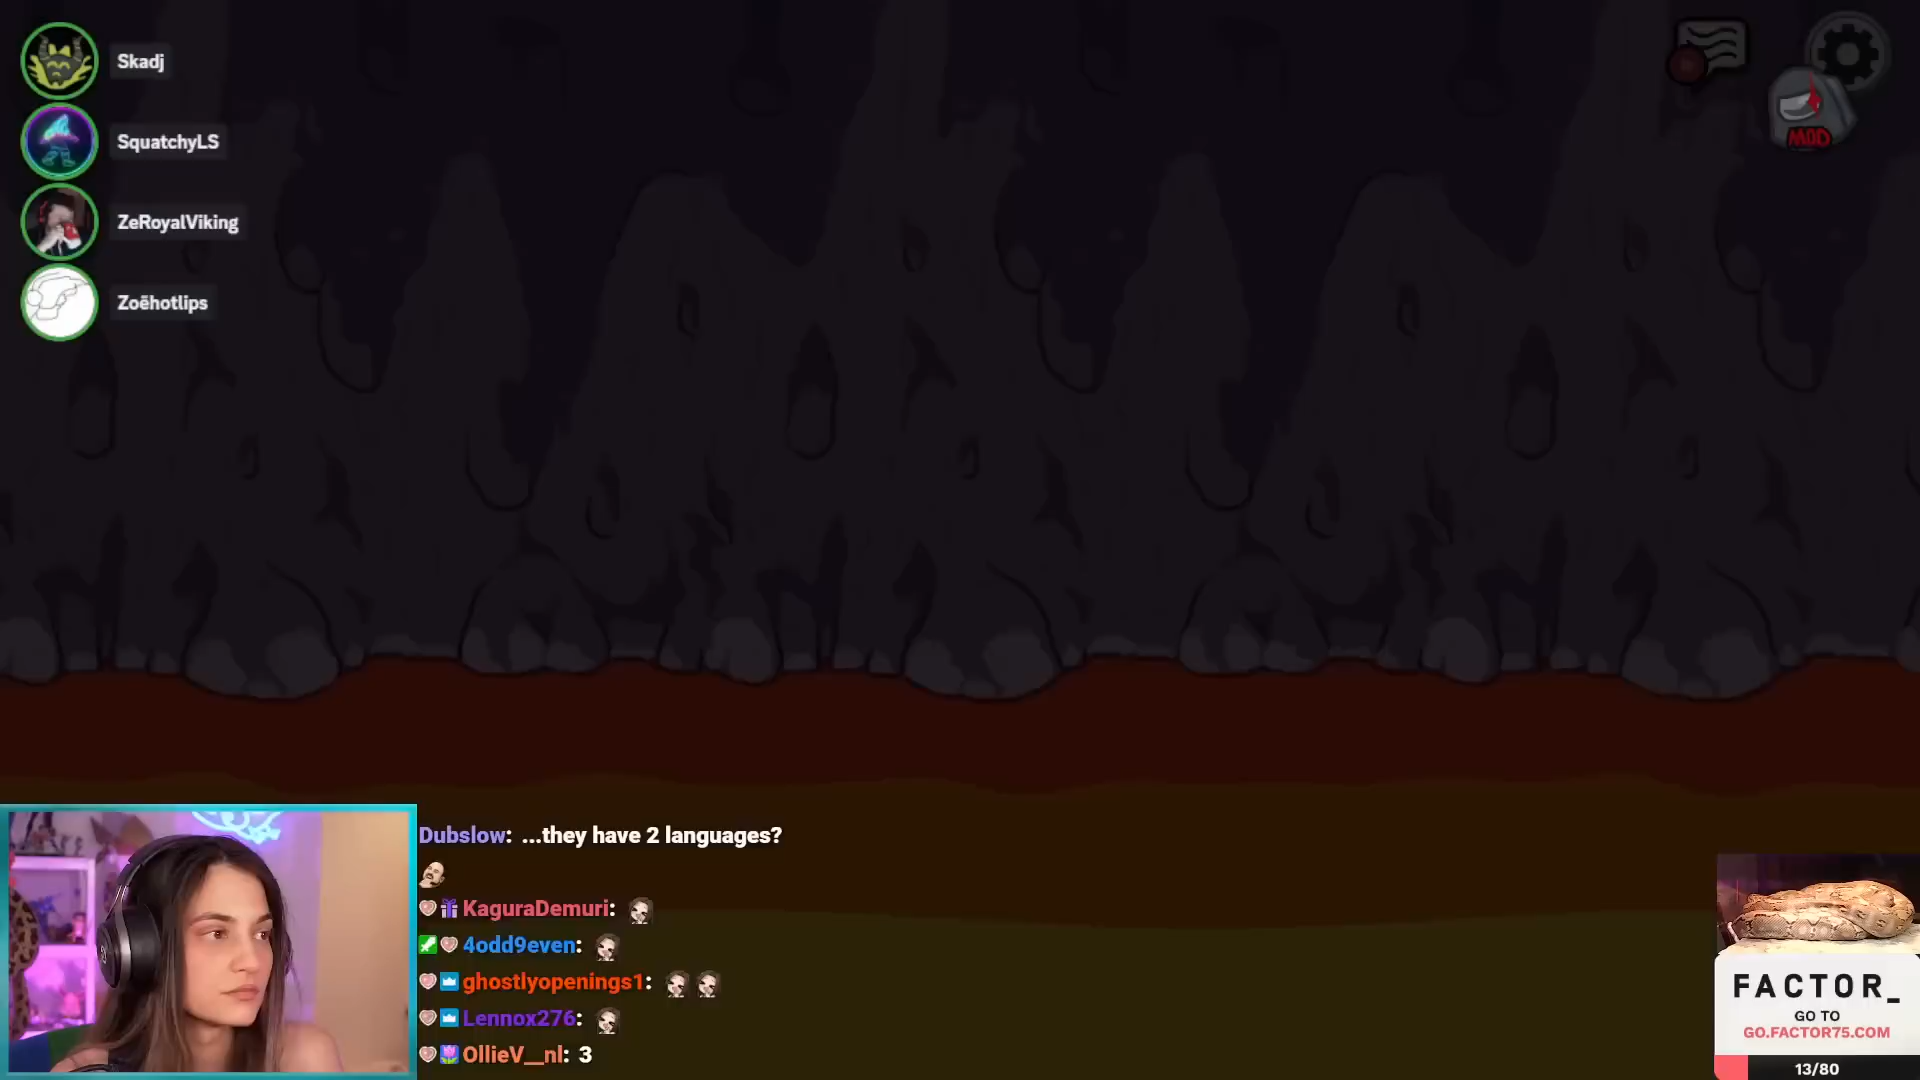 Skadj
SquatchyLS
ZeRoyalViking
Zoëhotlips
MOD
Dubslow: ...they have 2 languages?
KaguraDemuri:
4odd9even:
ghostlyopenings1:
Lennox276:
OllieV__nl: 3
FACTOR_
GO TO
GO.FACTOR75.COM
13/80